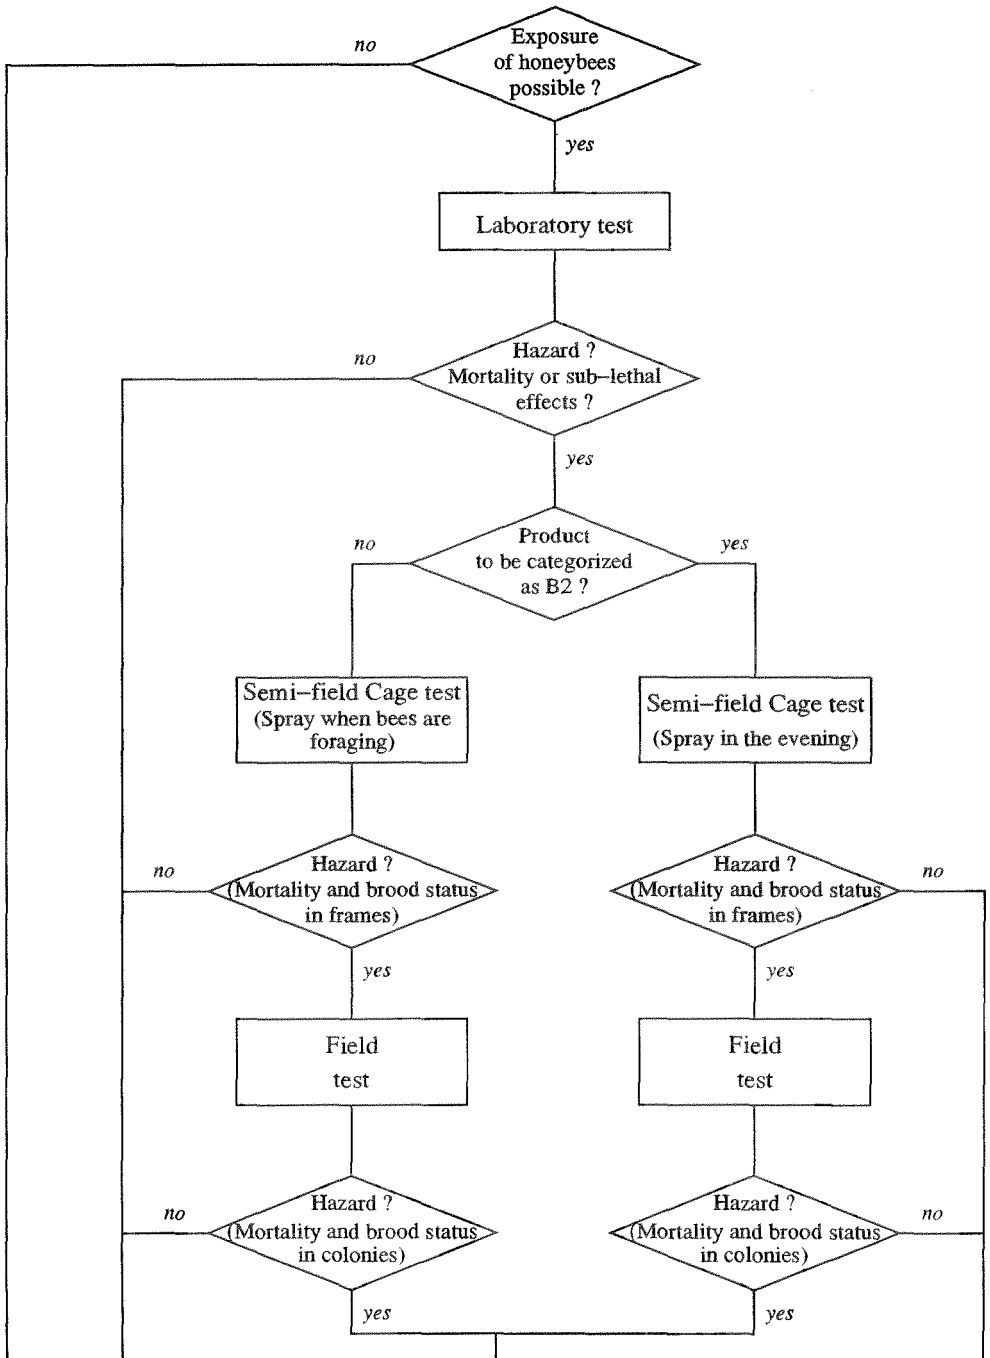 no
Exposure
of honeybees
possible ?
yes
Laboratory test
no
Hazard ?
Mortality or sub-lethal
effects ?
yes
no
Product
to be categorized
as B2 ?
yes
Semi-field Cage test
(Spray when bees are
foraging)
Semi-field Cage test
(Spray in the evening)
no
Hazard ?
(Mortality and brood status
in frames)
Hazard ?
(Mortality and brood status
in frames)
no
yes
yes
Field
test
Field
test
no
Hazard ?
(Mortality and brood status
in colonies)
Hazard ?
(Mortality and brood status
in colonies)
no
yes
yes